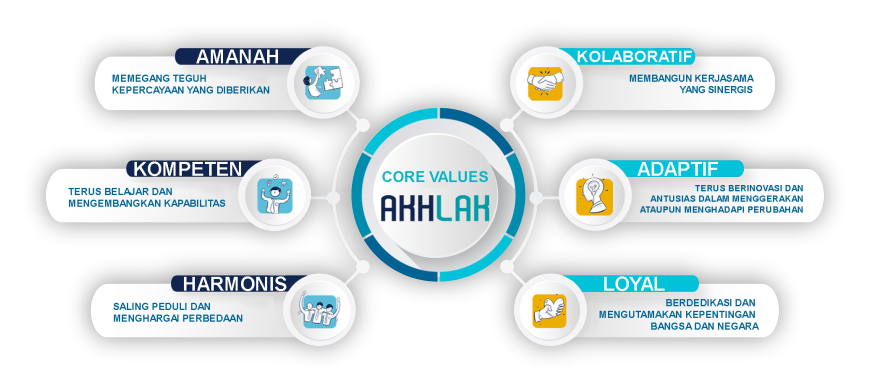 AMANAH
MEMEGANG TEGUH
KEPERCAYAAN YANG DIBERIKAN
KOMPETEN
TERUS BELAJAR DAN
MENGEMBANGKAN KAPABILITAS
HARMONIS
SALING PEDULI DAN
MENGHARGAI PERBEDAAN
CORE VALUES
AKHLAK
KOLABORATIF
MEMBANGUN KERJASAMA
YANG SINERGIS
ADAPTIF
TERUS BERINOVASI DAN
ANTUSIAS DALAM MENGGERAKAN
ATAUPUN MENGHADAPI PERUBAHAN
LOYAL
BERDEDIKASI DAN
MENGUTAMAKAN KEPENTINGAN
BANGSA DAN NEGARA